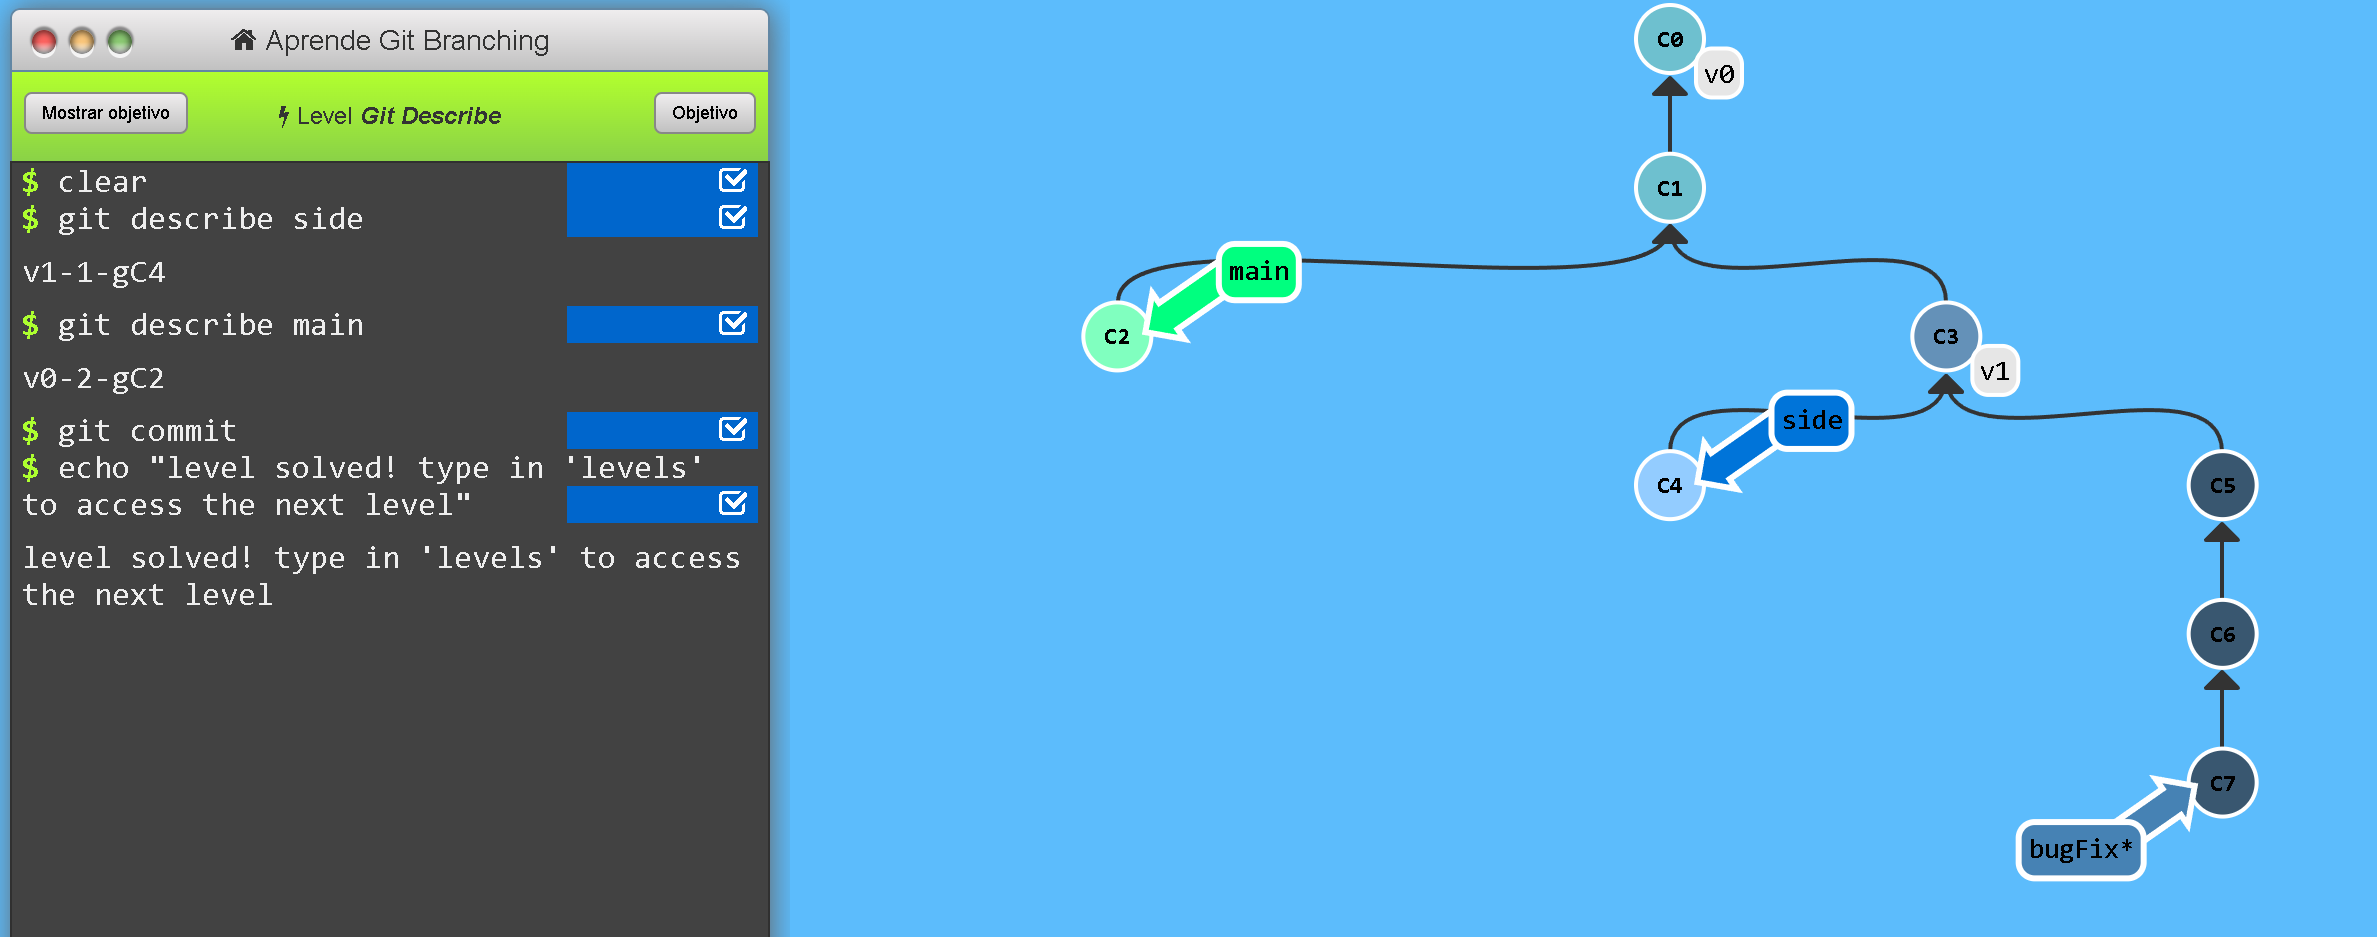 Aprende Git Branching
Mostrar objetivo
Level Git Describe
Objetivo
$ clear
$ git describe side
v1-1-gC4
$ git describe main
v0-2-gC2
$ git commit
$ echo "level solved! type in 'levels'
to access the next level"
level solved! type in 'levels' to access
the next level
C0
v0
C1
main
C2
C3
v1
side
C4
C5
C6
C7
bugFix*